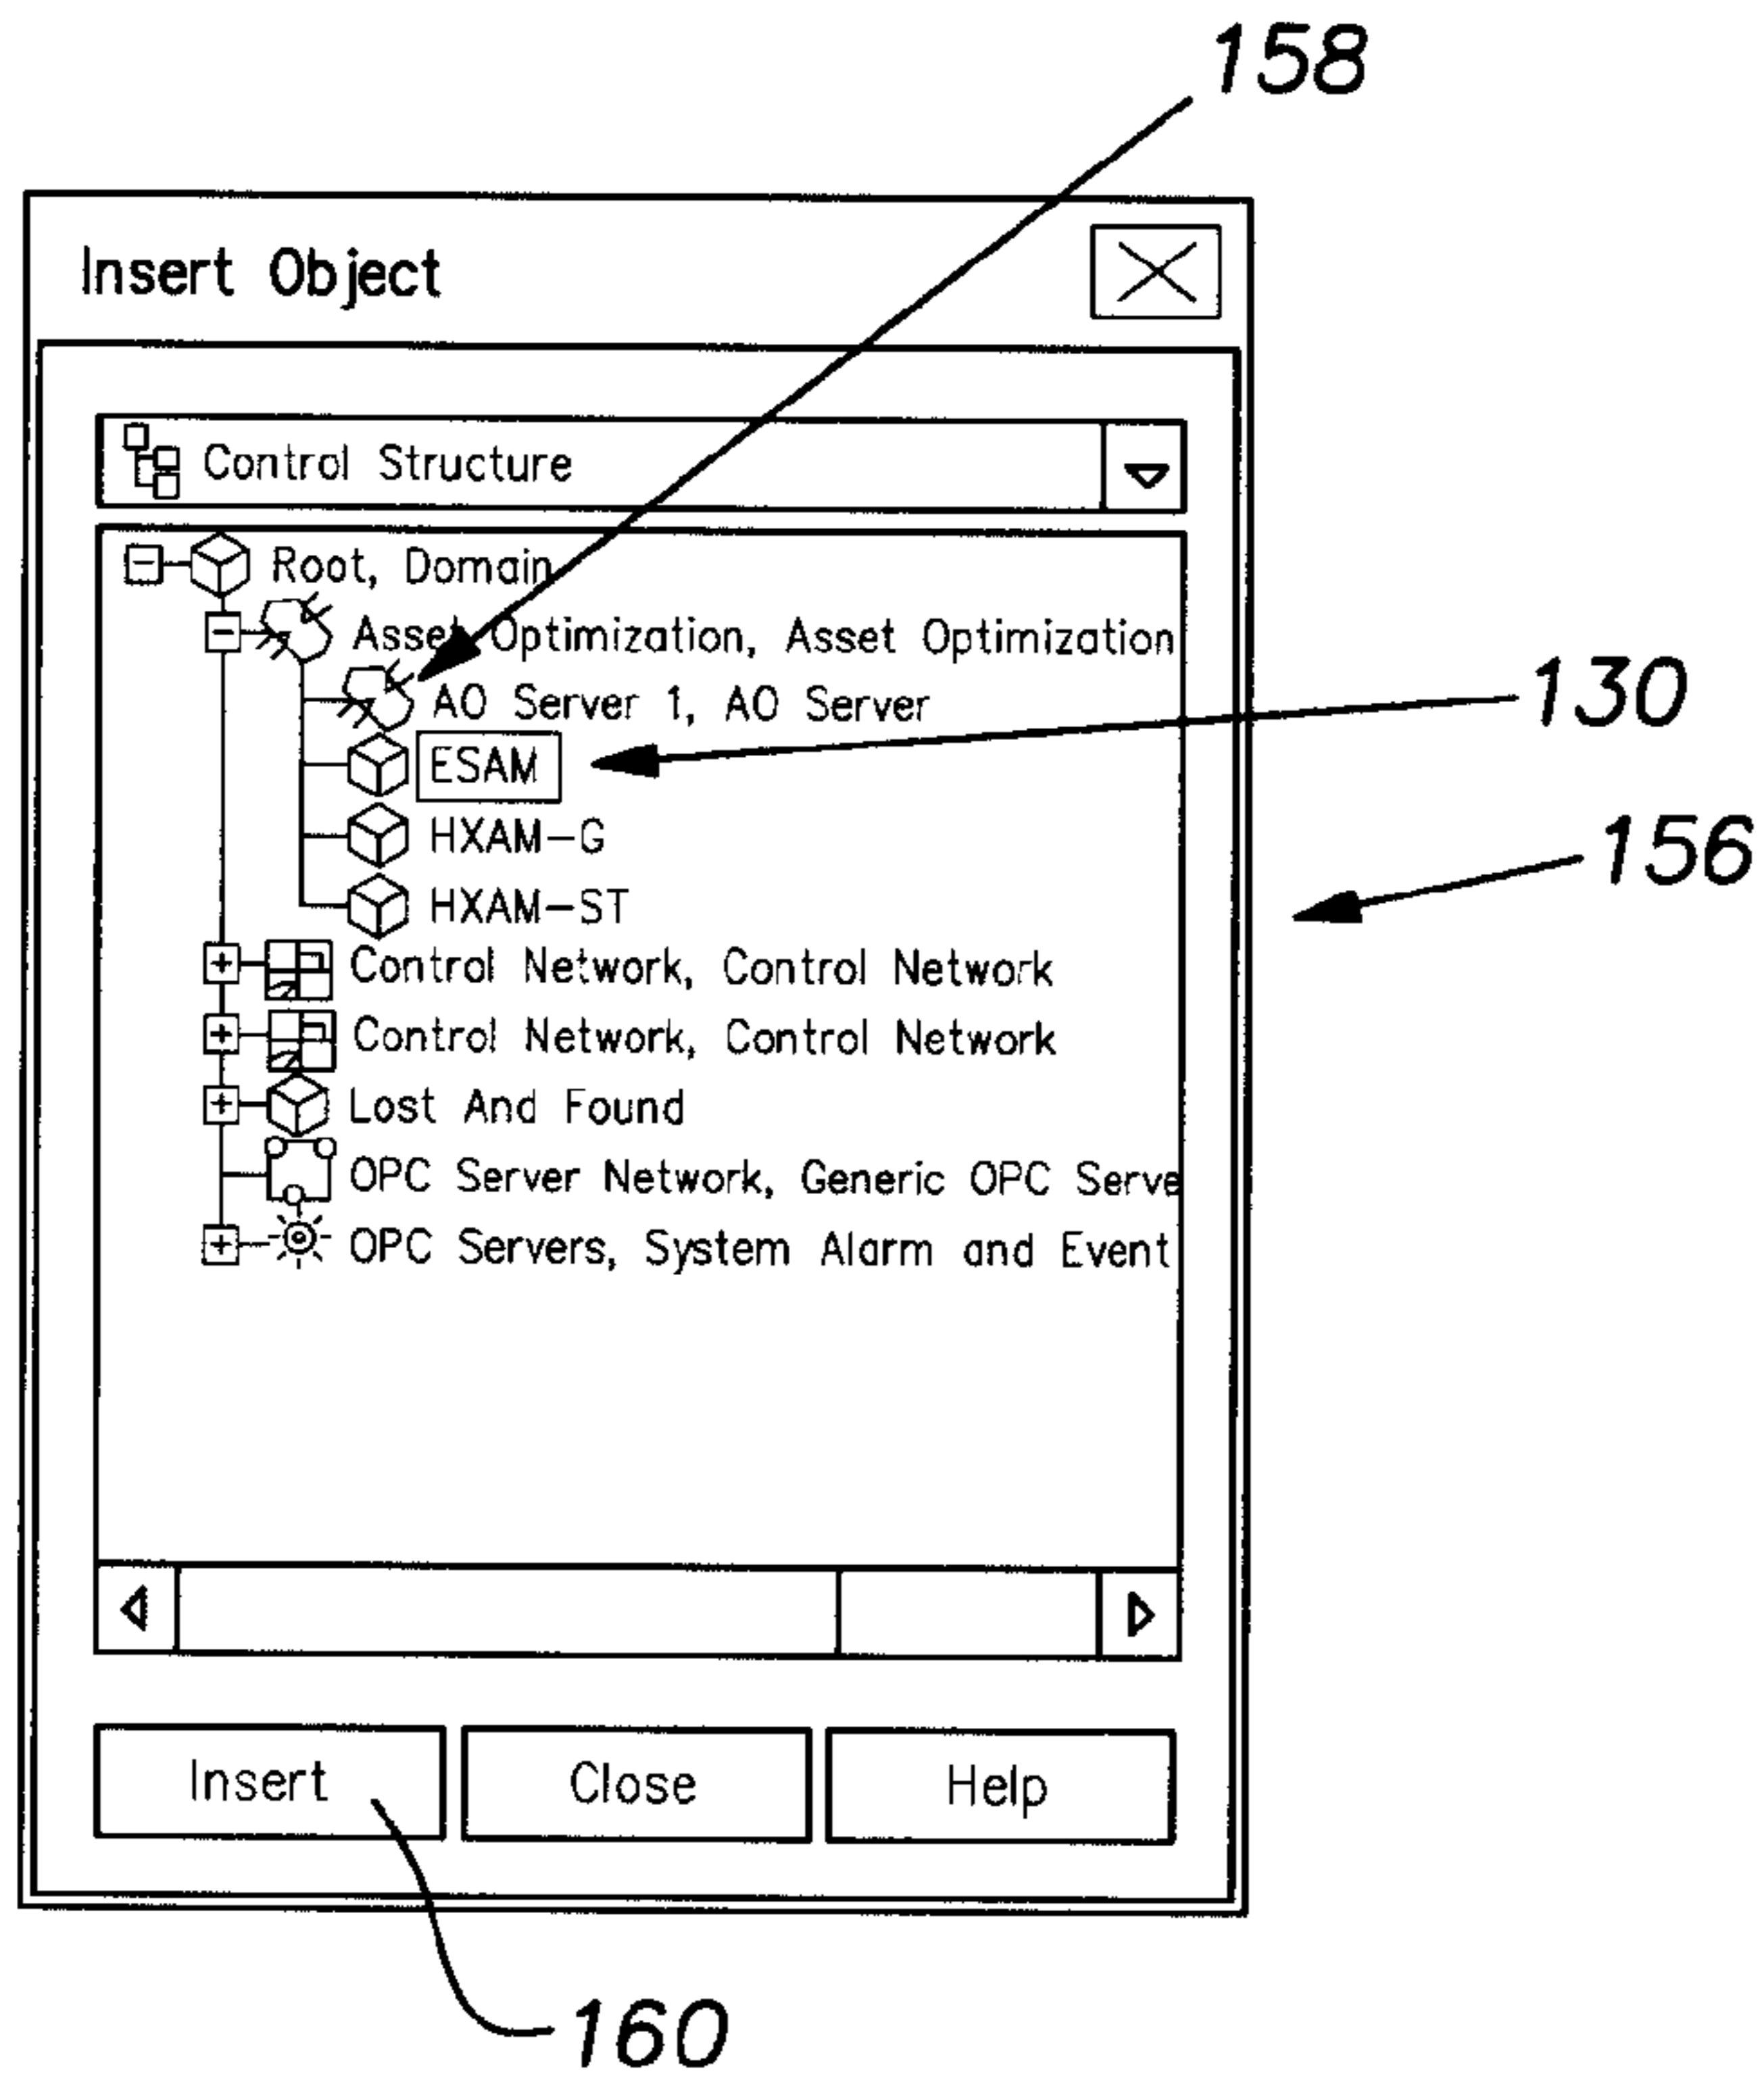 158
Insert Object
Control Structure
Root, Domain
Asset Optimization, Asset Optimization
AO Server 1, AO Server
130
ESAM
156
HXAM-G
HXAM-ST
Control Network, Control Network
Control Network, Control Network
Lost And Found
OPC Server Network, Generic OPC Serve
OPC Servers, System Alarm and Event
Insert Close Help
160